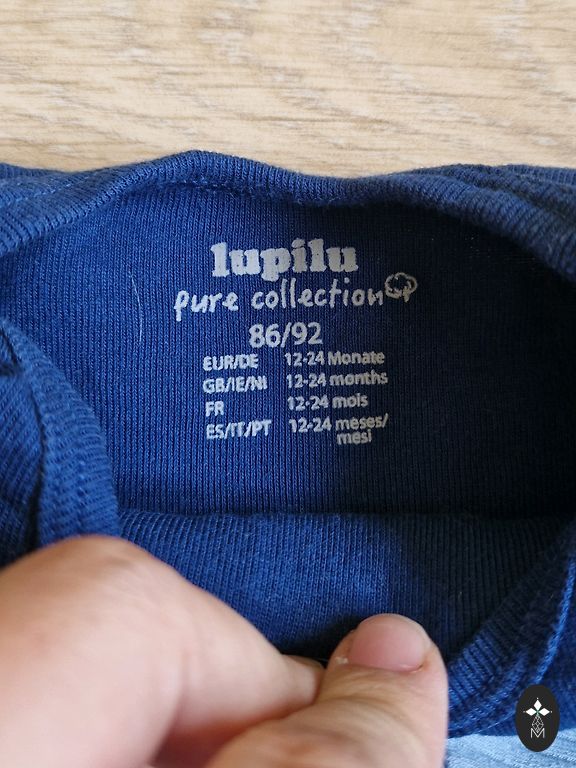 lupilu
pure collection
86/92
EUR/DE 12-24 Monate
GB/IE/NI 12-24 months
FR 12-24 mois
ES/IT/PT 12-24 meses/
mesi
M